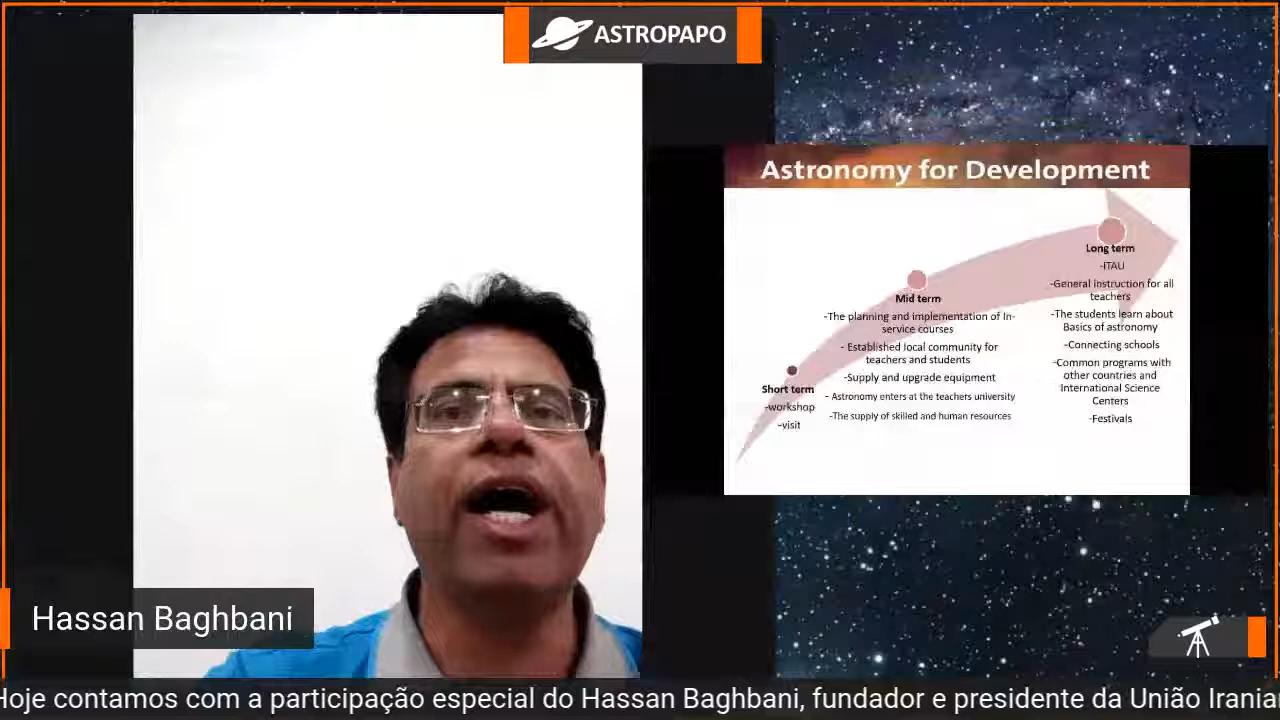 ASTROPAPO
Astronomy for Development
Long term
-ITAU
-General instruction for all
teachers
-The students learn about
Basics of astronomy
-Connecting schools
-Common programs with
other countries and
International Science
Centers
-Festivals
Mid term
-The planning and implementation of In-
service courses
- Established local community for
teachers and students
-Supply and upgrade equipment
- Astronomy enters at the teachers university
-The supply of skilled and human resources
Short term
-workshop
-visit
Hassan Baghbani
Hoje contamos com a participação especial do Hassan Baghbani, fundador e presidente da União Irania